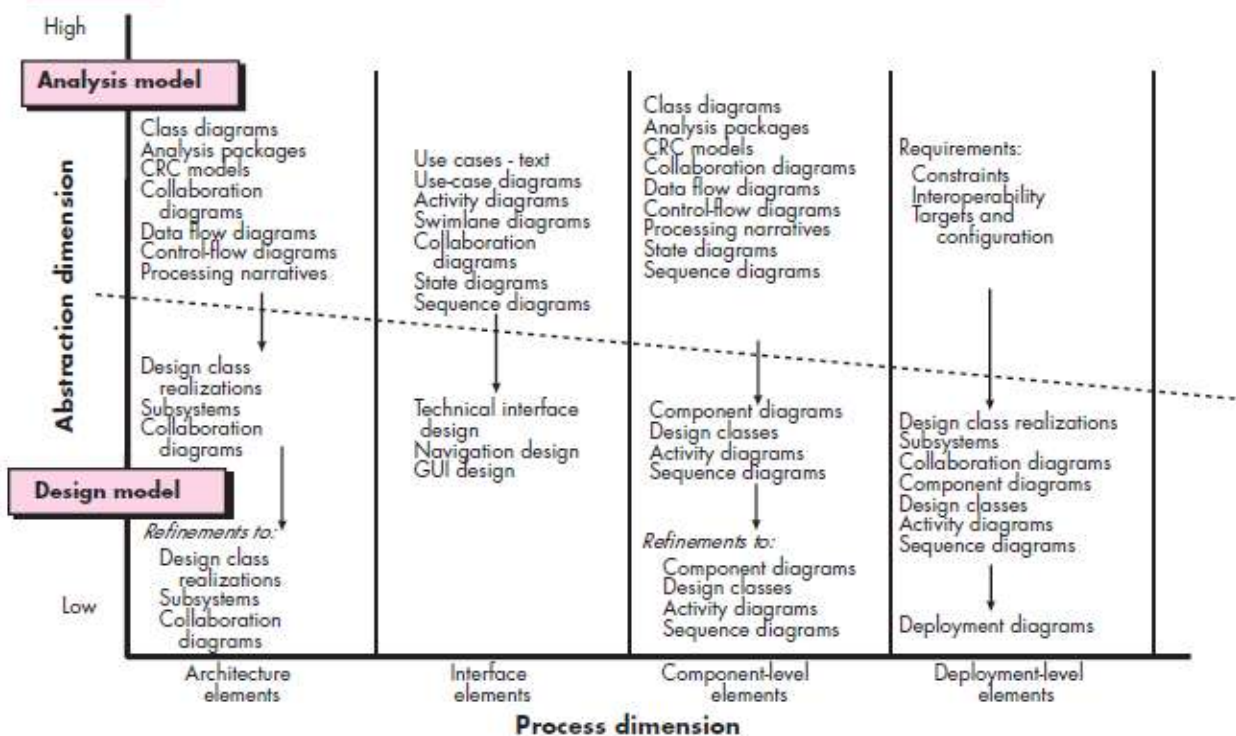 High
Analysis model
Abstraction dimension
Class diagrams
Analysis packages
CRC models
Collaboration
diagrams
Data flow diagrams
Control-flow diagrams
Processing narratives
Design class
realizations
Subsystems
Collaboration
diagrams
Design model
Refinements to:
Design class
realizations
Subsystems
Collaboration
diagrams
Low
Use cases - text
Use-case diagrams
Activity diagrams
Swimlane diagrams
Collaboration
diagrams
State diagrams
Sequence diagrams
Technical interface
design
Navigation design
GUI design
Class diagrams
Analysis packages
CRC models
Collaboration diagrams
Data flow diagrams
Control-flow diagrams
Processing narratives
State diagrams
Sequence diagrams
Component diagrams
Design classes
Activity diagrams
Sequence diagrams
Refinements to:
Component diagrams
Design classes
Activity diagrams
Sequence diagrams
Requirements:
Constraints
Interoperability
Targets and
configuration
Design class realizations
Subsystems
Collaboration diagrams
Component diagrams
Design classes
Activity diagrams
Sequence diagrams
Deployment diagrams
Architecture
elements
Interface
elements
Component-level
elements
Deployment-level
elements
Process dimension